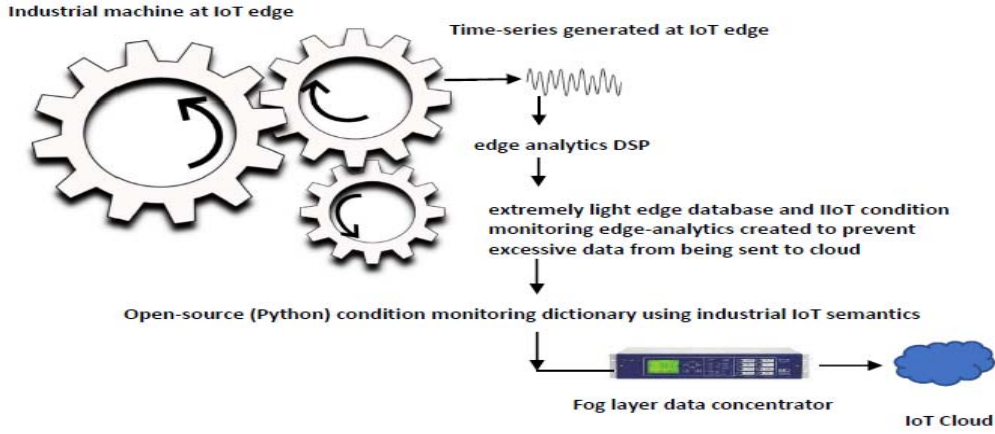 Industrial machine at IoT edge
Time-series generated at IoT edge
edge analytics DSP
extremely light edge database and IIoT condition
monitoring edge-analytics created to prevent
excessive data from being sent to cloud
Open-source (Python) condition monitoring dictionary using industrial IoT semantics
Fog layer data concentrator
IoT Cloud